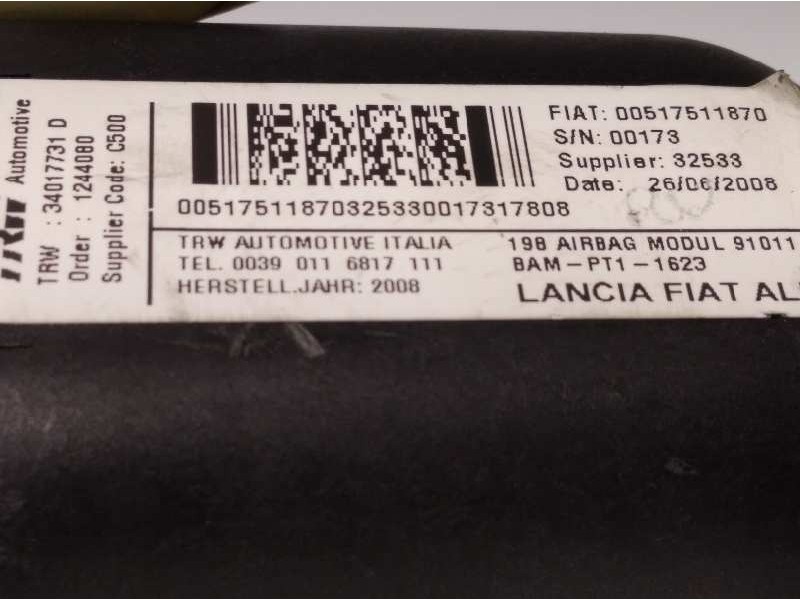 TRW Automotive
TRW : 34017731 D
Order : 1244080
Supplier Code: C500
FIAT: 00517511870
S/N: 00173
Supplier: 32533
Date: 26/06/2008
00517511870325330017317808
TRW AUTOMOTIVE ITALIA
TEL. 0039 011 6817 111
HERSTELL.JAHR: 2008
198 AIRBAG MODUL 91011
BAM-PT1-1623
LANCIA FIAT AL